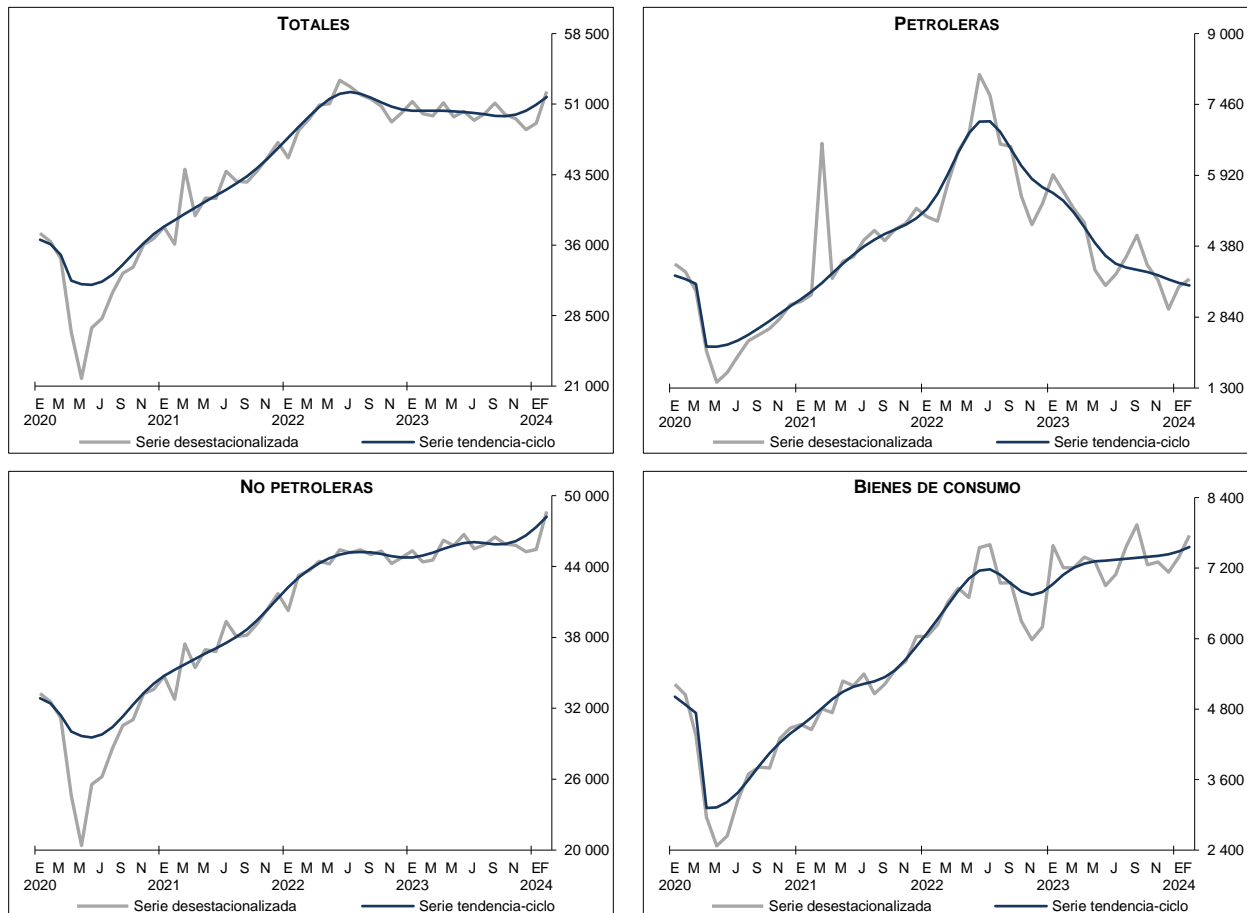 TOTALES
58 500
51 000
43 500
36 000
28 500
21 000
E M M J S N E M M J S N E M M J S N E M M J S N EF
2020 2021 2022 2023 2024
Serie desestacionalizada Serie tendencia-ciclo
PETROLERAS
9 000
7 460
5 920
4 380
2 840
1 300
E M M J S N E M M J S N E M M J S N E M M J S N EF
2020 2021 2022 2023 2024
Serie desestacionalizada Serie tendencia-ciclo
NO PETROLERAS
50 000
44 000
38 000
32 000
26 000
20 000
E M M J S N E M M J S N E M M J S N E M M J S N EF
2020 2021 2022 2023 2024
Serie desestacionalizada Serie tendencia-ciclo
BIENES DE CONSUMO
8 400
7 200
6 000
4 800
3 600
2 400
E M M J S N E M M J S N E M M J S N E M M J S N EF
2020 2021 2022 2023 2024
Serie desestacionalizada Serie tendencia-ciclo